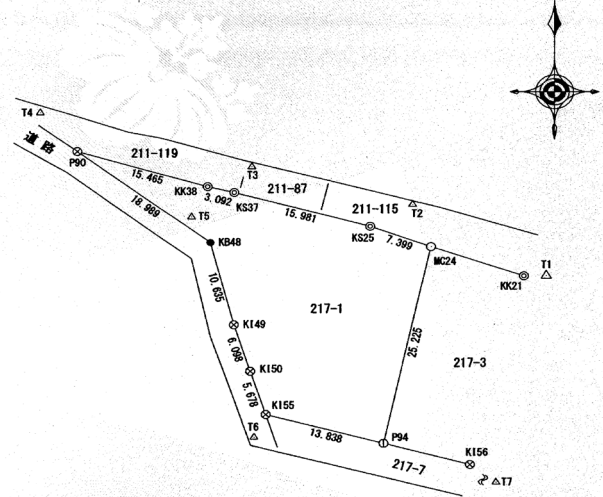 T4
道路
P90
211-119
T3
15.465
KK38
3.092
KS37
211-87
18.989
T5
15.981
211-115
T2
KB48
KS25
7.399
MC24
T1
KK21
10.635
217-1
KI49
25.225
6.098
KI50
217-3
5.678
KI55
T6
13.838
P94
KI56
217-7
T7